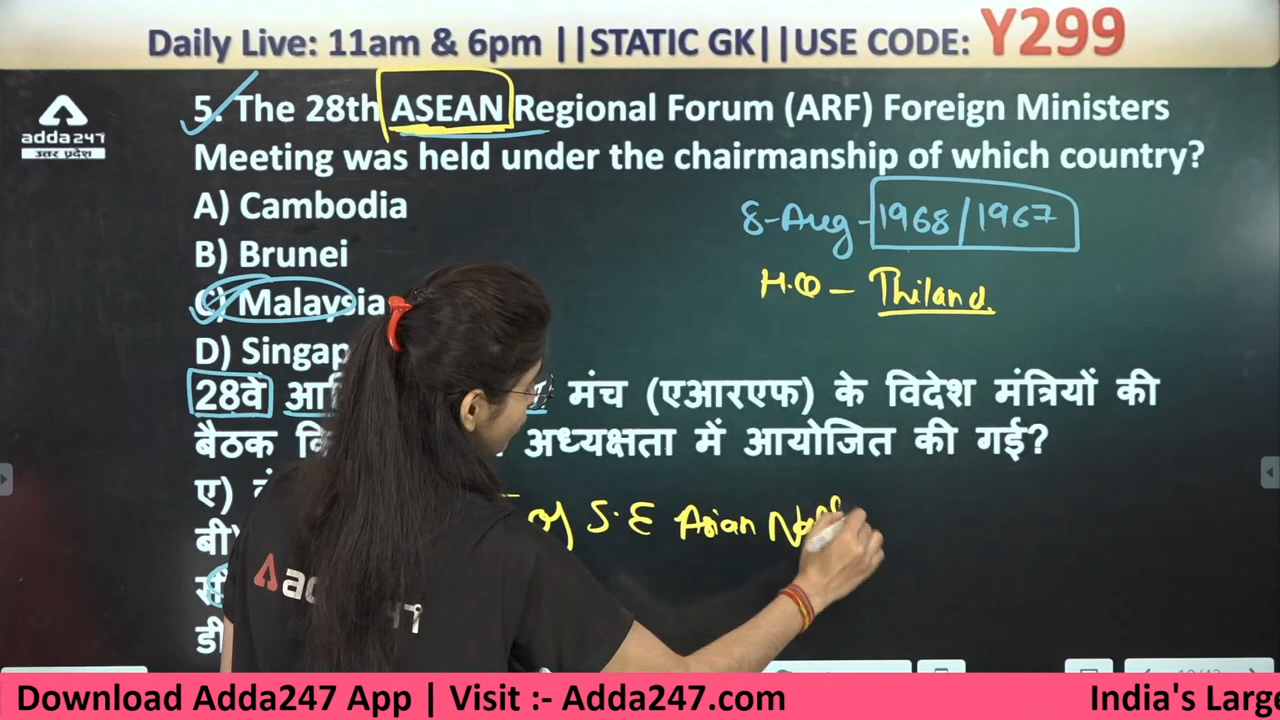 Daily Live: 11am & 6pm ||STATIC GK||USE CODE: Y299
adda247
उत्तर प्रदेश
5. The 28th ASEAN Regional Forum (ARF) Foreign Ministers
Meeting was held under the chairmanship of which country?
A) Cambodia
B) Brunei
C) Malaysia
D) Singap
8-Aug-1968/1967
H.Q - Thiland.
28वे मंच (एआरएफ) के विदेश मंत्रियों की
बैठक अध्यक्षता में आयोजित की गई?
ए)
बी)
डी
of S.E Asian
Download Adda247 App | Visit :- Adda247.com
India's Large